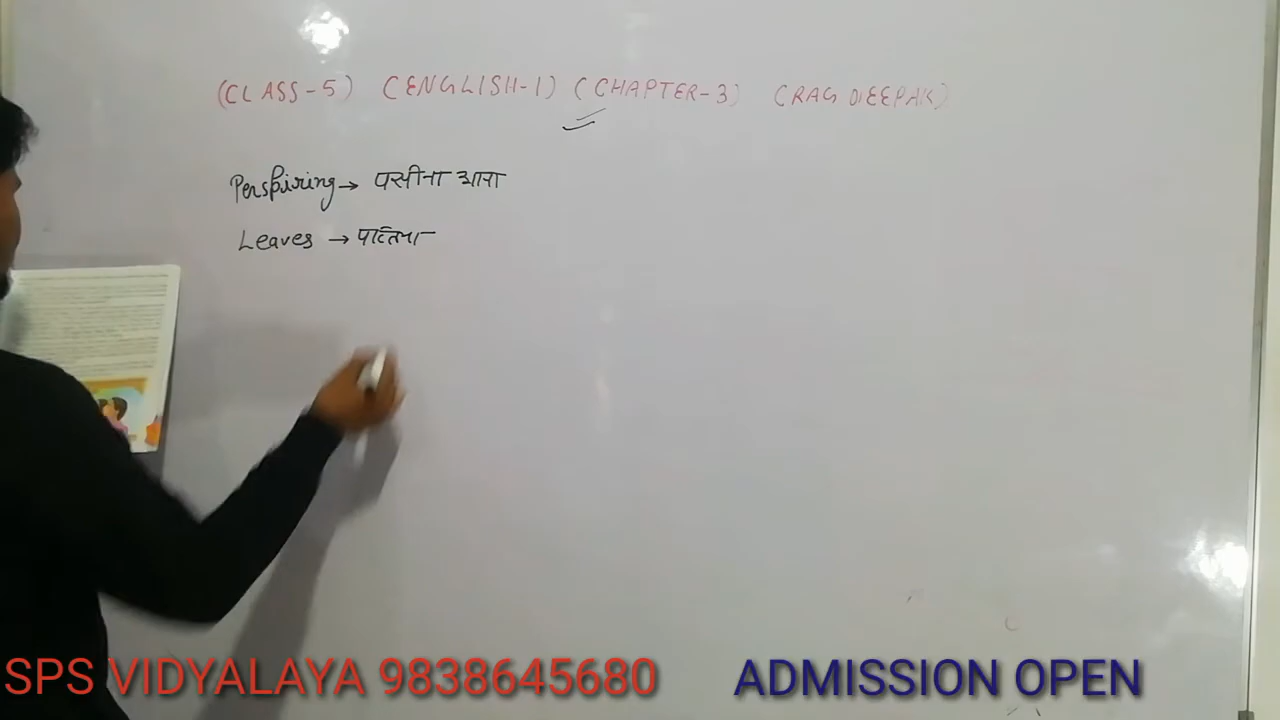 (CLASS-5) (ENGLISH-1) (CHAPTER-3) (RAG DEEPAK)
Perspiring → पसीना आना
Leaves → पत्तिया
SPS VIDYALAYA 9838645680 ADMISSION OPEN